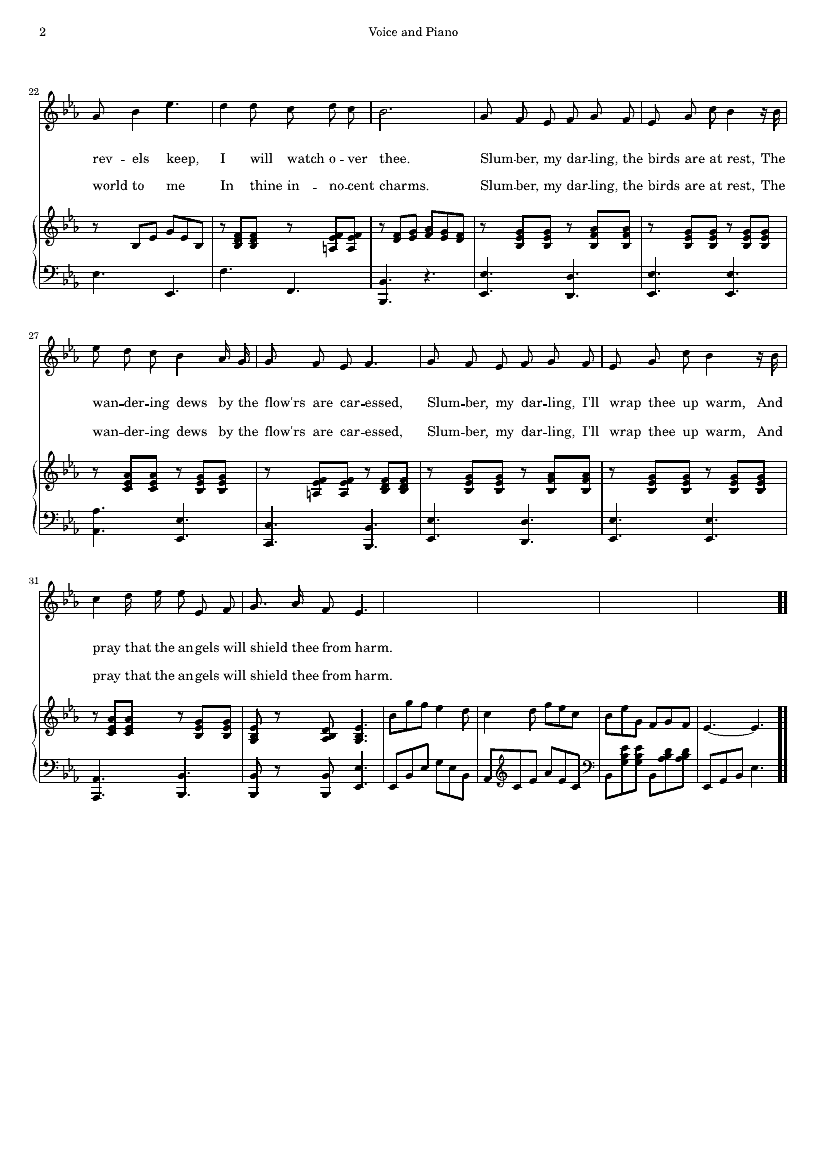 2
Voice and Piano
22
rev - els keep, I will watch o - ver thee. Slum-ber, my dar-ling, the birds are at rest, The
world to me In thine in - no-cent charms. Slum-ber, my dar-ling, the birds are at rest, The
27
wan-der-ing dews by the flow'rs are car-essed, Slum-ber, my dar-ling, I'll wrap thee up warm, And
wan-der-ing dews by the flow'rs are car-essed, Slum-ber, my dar-ling, I'll wrap thee up warm, And
31
pray that the angels will shield thee from harm.
pray that the angels will shield thee from harm.